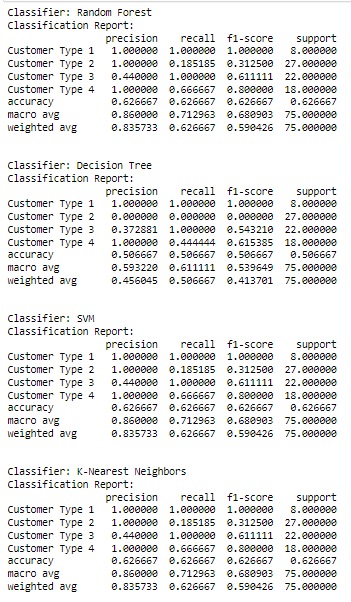 Classifier: Random Forest
Classification Report:
precision recall f1-score support
Customer Type 1 1.000000 1.000000 1.000000 8.000000
Customer Type 2 1.000000 0.185185 0.312500 27.000000
Customer Type 3 0.440000 1.000000 0.611111 22.000000
Customer Type 4 1.000000 0.666667 0.800000 18.000000
accuracy 0.626667 0.626667 0.626667 0.626667
macro avg 0.860000 0.712963 0.680903 75.000000
weighted avg 0.835733 0.626667 0.590426 75.000000
Classifier: Decision Tree
Classification Report:
precision recall f1-score support
Customer Type 1 1.000000 1.000000 1.000000 8.000000
Customer Type 2 0.000000 0.000000 0.000000 27.000000
Customer Type 3 0.372881 1.000000 0.543210 22.000000
Customer Type 4 1.000000 0.444444 0.615385 18.000000
accuracy 0.506667 0.506667 0.506667 0.506667
macro avg 0.593220 0.611111 0.539649 75.000000
weighted avg 0.456045 0.506667 0.413701 75.000000
Classifier: SVM
Classification Report:
precision recall f1-score support
Customer Type 1 1.000000 1.000000 1.000000 8.000000
Customer Type 2 1.000000 0.185185 0.312500 27.000000
Customer Type 3 0.440000 1.000000 0.611111 22.000000
Customer Type 4 1.000000 0.666667 0.800000 18.000000
accuracy 0.626667 0.626667 0.626667 0.626667
macro avg 0.860000 0.712963 0.680903 75.000000
weighted avg 0.835733 0.626667 0.590426 75.000000
Classifier: K-Nearest Neighbors
Classification Report:
precision recall f1-score support
Customer Type 1 1.000000 1.000000 1.000000 8.000000
Customer Type 2 1.000000 0.185185 0.312500 27.000000
Customer Type 3 0.440000 1.000000 0.611111 22.000000
Customer Type 4 1.000000 0.666667 0.800000 18.000000
accuracy 0.626667 0.626667 0.626667 0.626667
macro avg 0.860000 0.712963 0.680903 75.000000
weighted avg 0.835733 0.626667 0.590426 75.000000